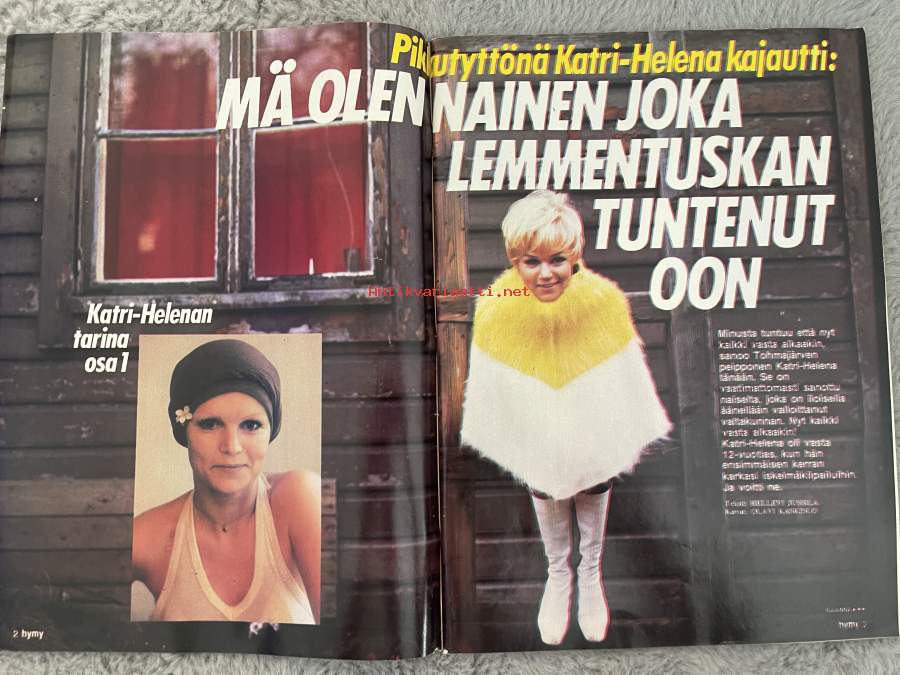 Pikkutyttönä Katri-Helena kajautti:
MÄ OLEN NAINEN JOKA
LEMMENTUSKAN
TUNTENUT
OON
Katri-Helenan
tarina
osa 1
Antikvariaatti.net
Minusta tuntuu että nyt
kaikki vasta alkaakin,
sanoo Tohmajärven
peipponen Katri-Helena
tänään. Se on
vaatimattomasti sanottu
naiselta, joka on iloisella
äänellään valloittanut
valtakunnan. Nyt kaikki
vasta alkaakin!
Katri-Helena oli vasta
12-vuotias, kun hän
ensimmäisen kerran
karkasi iskelmäkilpailuihin.
Ja voitti ne.
2 hymy
hymy